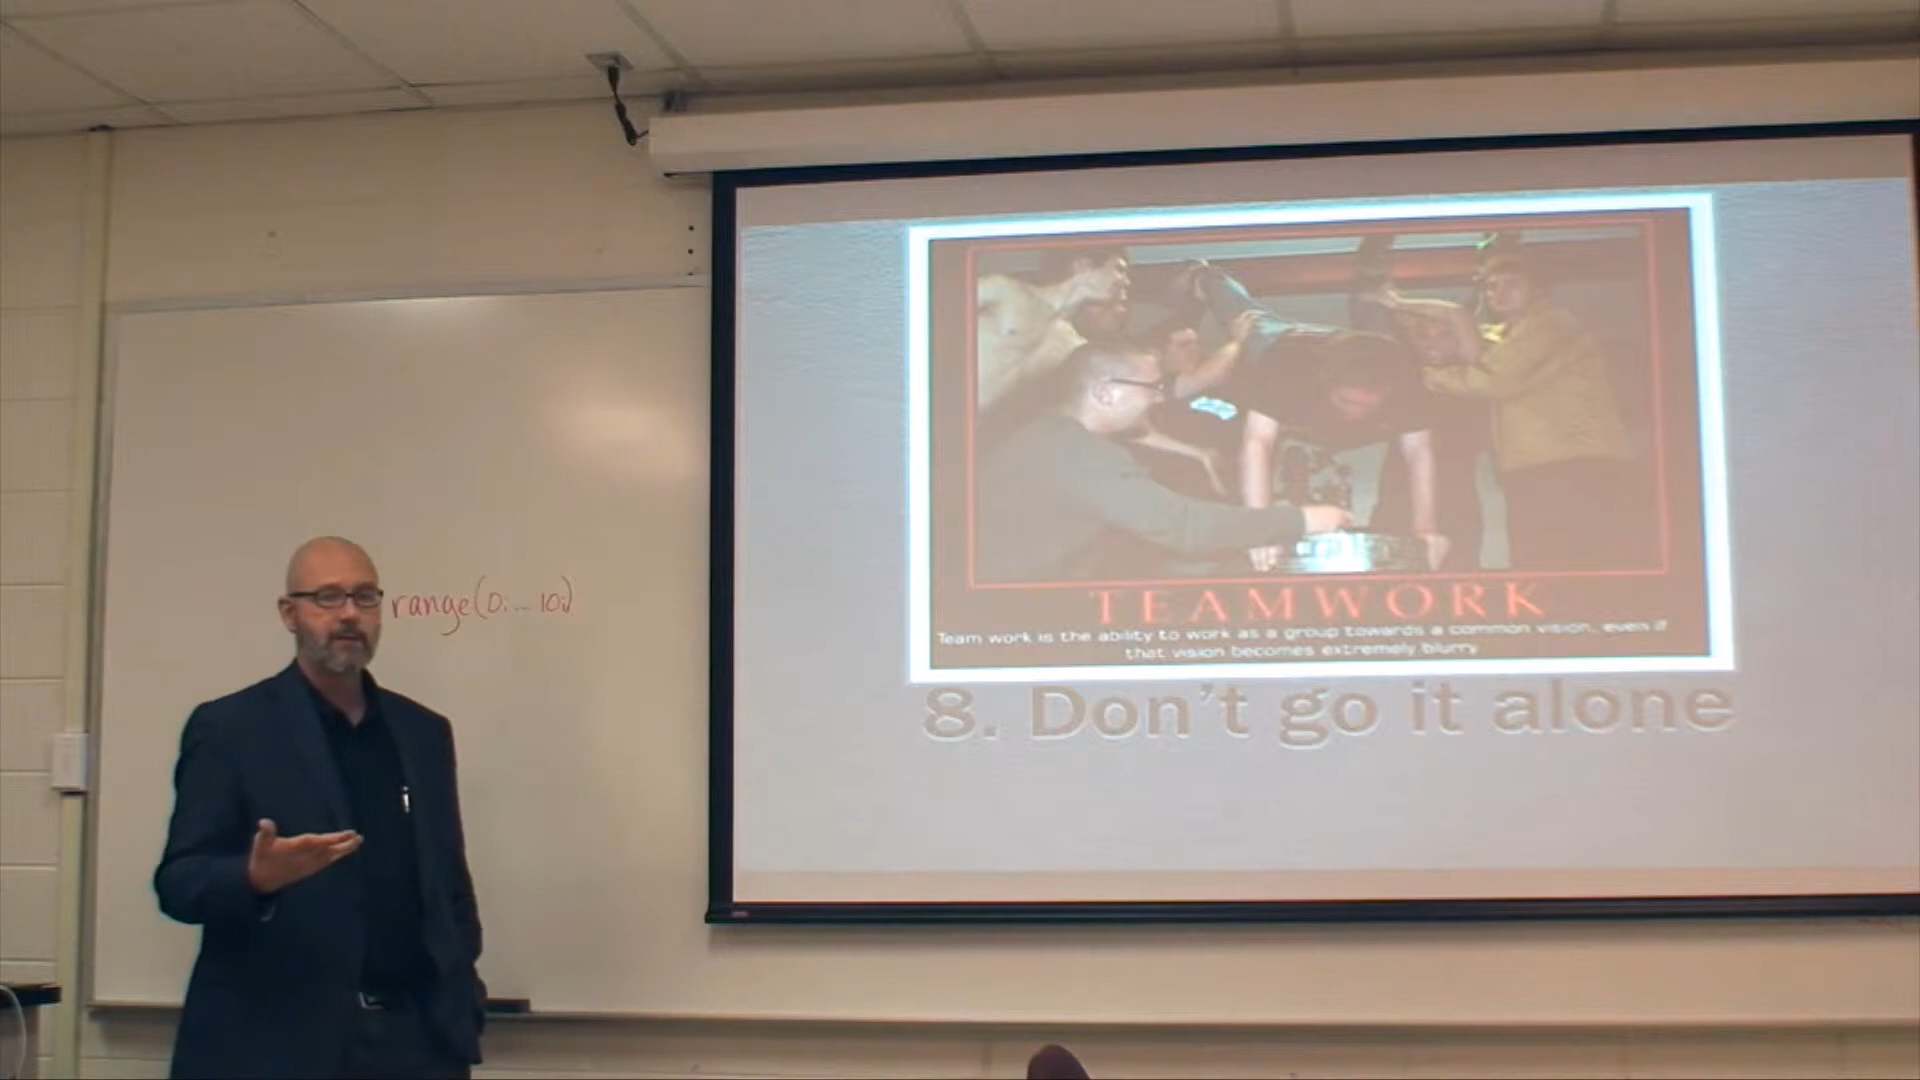 range(0; ... 10;)
TEAMWORK
Team work is the ability to work as a group towards a common vision, even if
that vision becomes extremely blurry
8. Don't go it alone